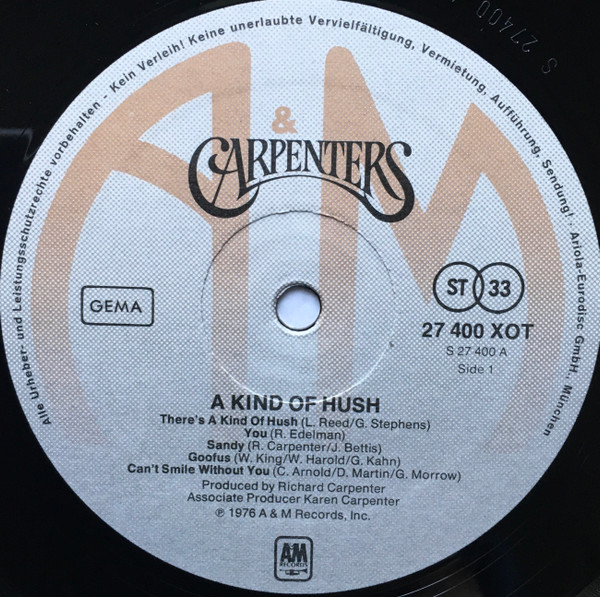 Alle Urheber- und Leistungsschutzrechte vorbehalten - Kein Verleih! Keine unerlaubte Vervielfältigung, Vermietung, Aufführung, Sendung! · Ariola-Eurodisc GmbH. München
S 27400
A & M
CARPENTERS
GEMA
ST 33
27 400 XOT
S 27 400 A
Side 1
A KIND OF HUSH
There's A Kind Of Hush (L. Reed/G. Stephens)
You (R. Edelman)
Sandy (R. Carpenter/J. Bettis)
Goofus (W. King/W. Harold/G. Kahn)
Can't Smile Without You (C. Arnold/D. Martin/G. Morrow)
Produced by Richard Carpenter
Associate Producer Karen Carpenter
℗ 1976 A & M Records, Inc.
A&M
RECORDS